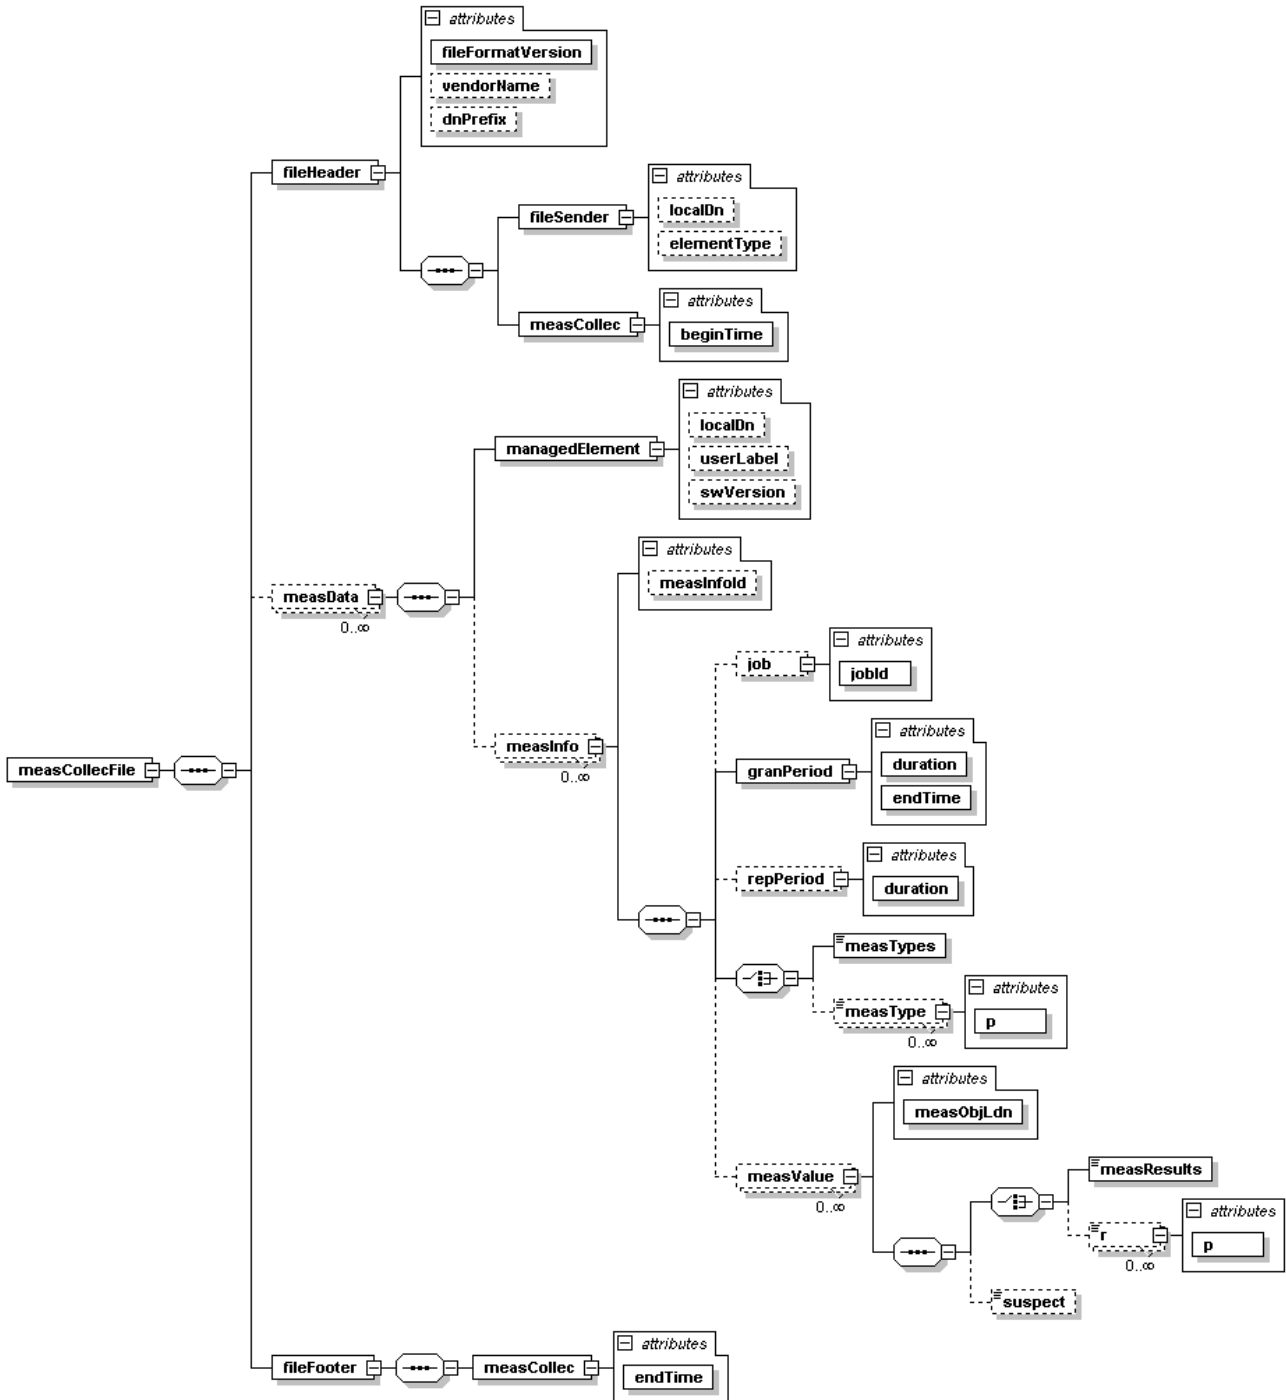 attributes
fileFormatVersion
vendorName
dnPrefix
fileHeader
attributes
localDn
elementType
fileSender
attributes
beginTime
measCollec
attributes
localDn
userLabel
swVersion
managedElement
attributes
measInfoId
measData
0..∞
attributes
jobId
job
measInfo
0..∞
attributes
duration
endTime
granPeriod
measCollecFile
attributes
duration
repPeriod
measTypes
attributes
p
measType
0..∞
attributes
measObjLdn
measValue
0..∞
measResults
attributes
p
r
0..∞
suspect
attributes
endTime
fileFooter
measCollec